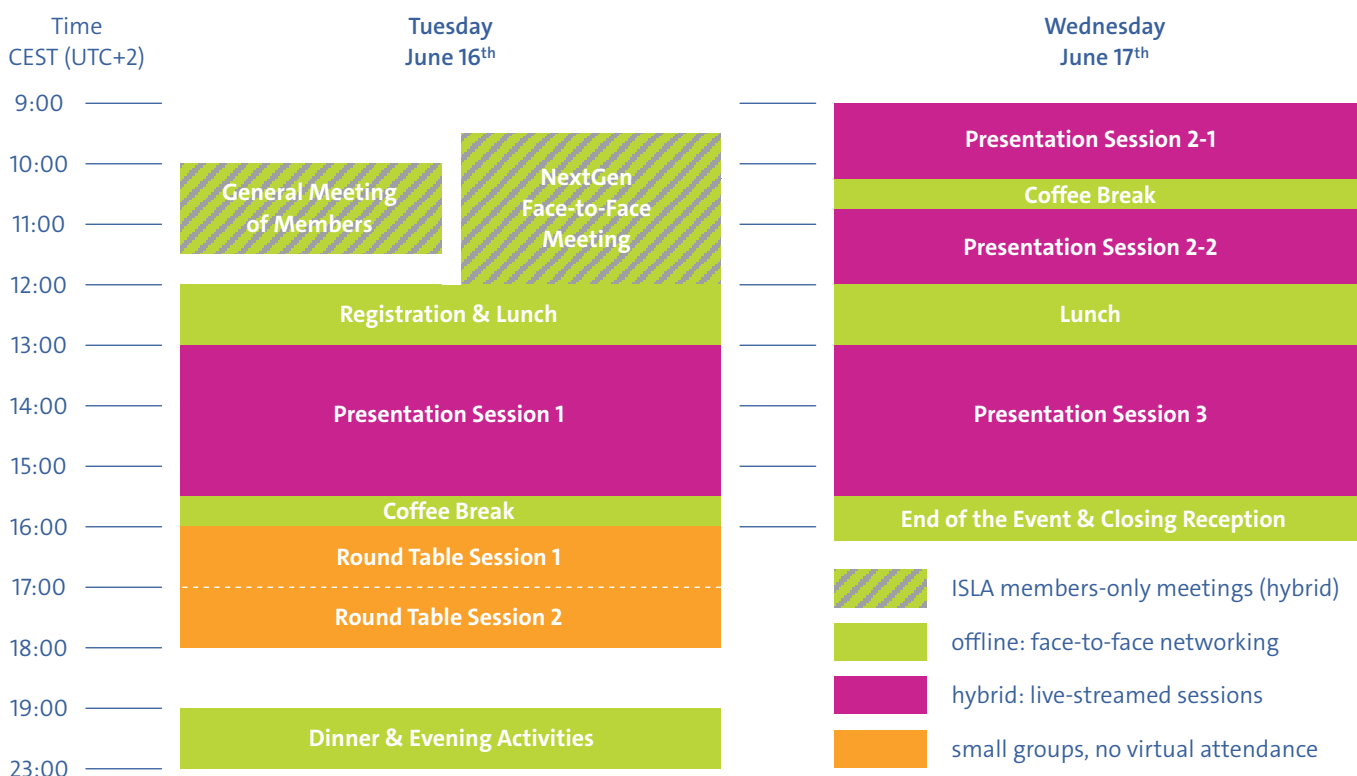 Time
CEST (UTC+2)
Tuesday
June 16th
Wednesday
June 17th
9:00
10:00
11:00
12:00
13:00
14:00
15:00
16:00
17:00
18:00
19:00
23:00
General Meeting
of Members
NextGen
Face-to-Face
Meeting
Registration & Lunch
Presentation Session 1
Coffee Break
Round Table Session 1
Round Table Session 2
Dinner & Evening Activities
Presentation Session 2-1
Coffee Break
Presentation Session 2-2
Lunch
Presentation Session 3
End of the Event & Closing Reception
ISLA members-only meetings (hybrid)
offline: face-to-face networking
hybrid: live-streamed sessions
small groups, no virtual attendance